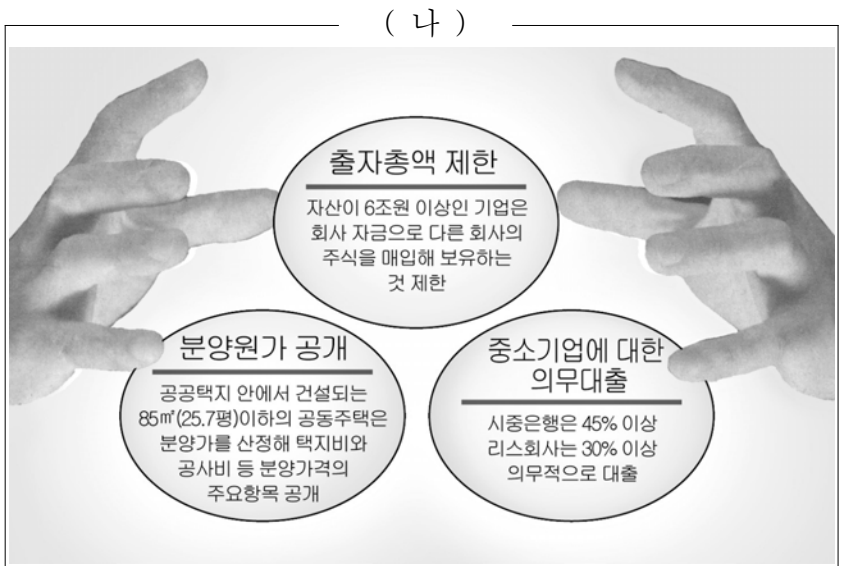 ( 나 )
출자총액 제한
자산이 6조원 이상인 기업은
회사 자금으로 다른 회사의
주식을 매입해 보유하는
것 제한
분양원가 공개
공공택지 안에서 건설되는
85㎡(25.7평)이하의 공동주택은
분양가를 산정해 택지비와
공사비 등 분양가격의
주요항목 공개
중소기업에 대한
의무대출
시중은행은 45% 이상
리스회사는 30% 이상
의무적으로 대출